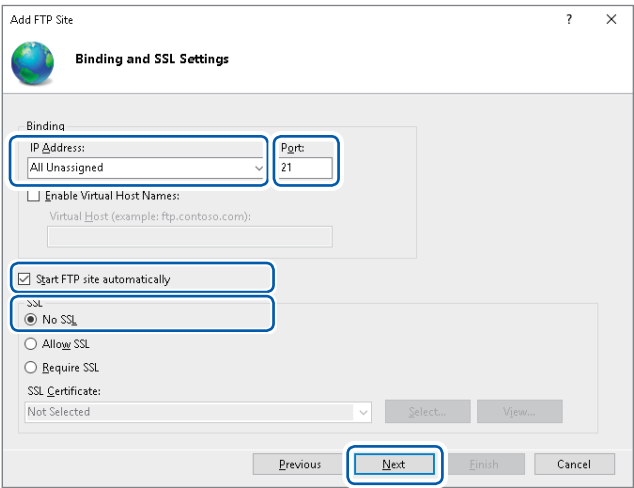 Add FTP Site
?
Binding and SSL Settings
Binding
IP Address:
Port:
All Unassigned
21
Enable Virtual Host Names:
Virtual Host (example: ftp.contoso.com):
Start FTP site automatically
SSL
No SSL
Allow SSL
Require SSL
SSL Certificate:
Not Selected
Select...
View...
Previous
Next
Finish
Cancel